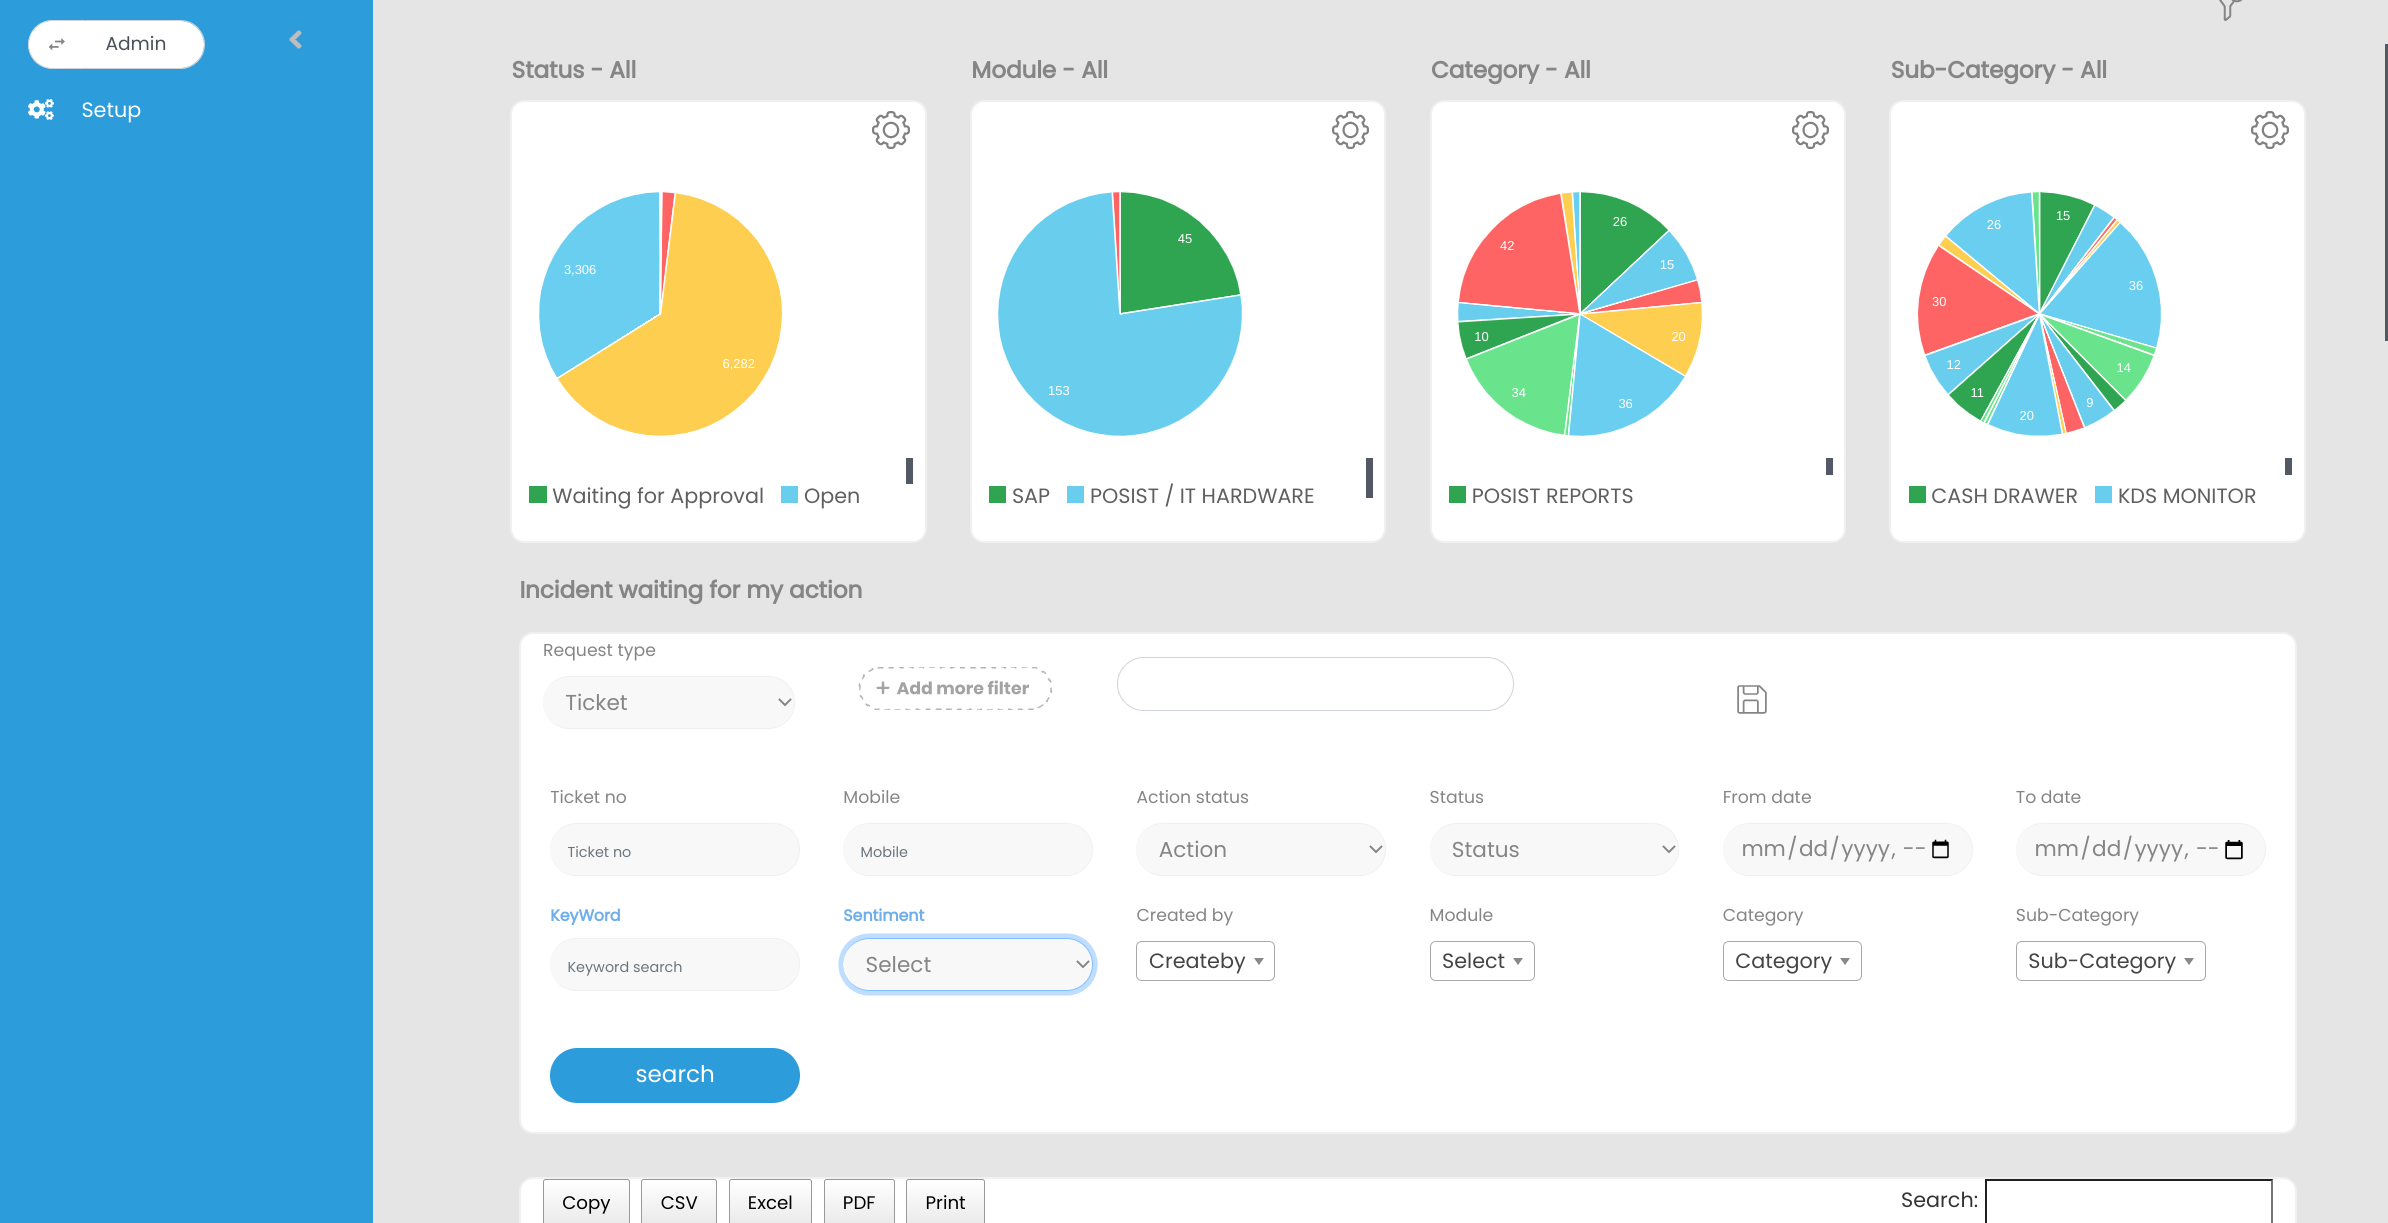 Admin
Setup
Status - All
Module - All
Category - All
Sub-Category - All
3,306
6,282
Waiting for Approval Open
45
153
SAP POSIST / IT HARDWARE
26
42
15
20
10
34
36
POSIST REPORTS
15
26
36
30
12
14
11
9
20
CASH DRAWER KDS MONITOR
Incident waiting for my action
Request type
Ticket
+ Add more filter
Ticket no Mobile Action status Status From date To date
Ticket no Mobile Action Status mm/dd/yyyy, -- mm/dd/yyyy, --
KeyWord Sentiment Created by Module Category Sub-Category
Keyword search Select Createby Select Category Sub-Category
search
Copy CSV Excel PDF Print Search: